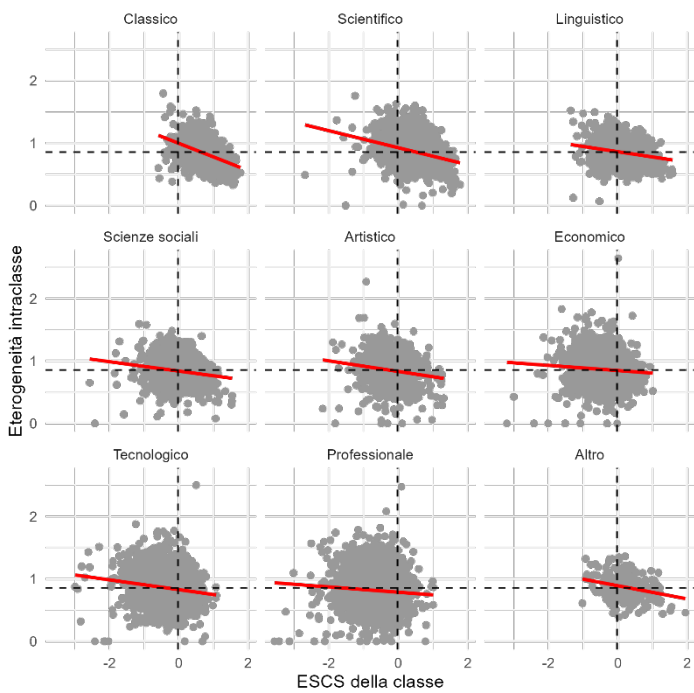 Classico Scientifico Linguistico
2
1
0
Scienze sociali Artistico Economico
2
1
0
Eterogeneità intraclasse
Tecnologico Professionale Altro
2
1
0
-2 0 2 -2 0 2 -2 0 2
ESCS della classe